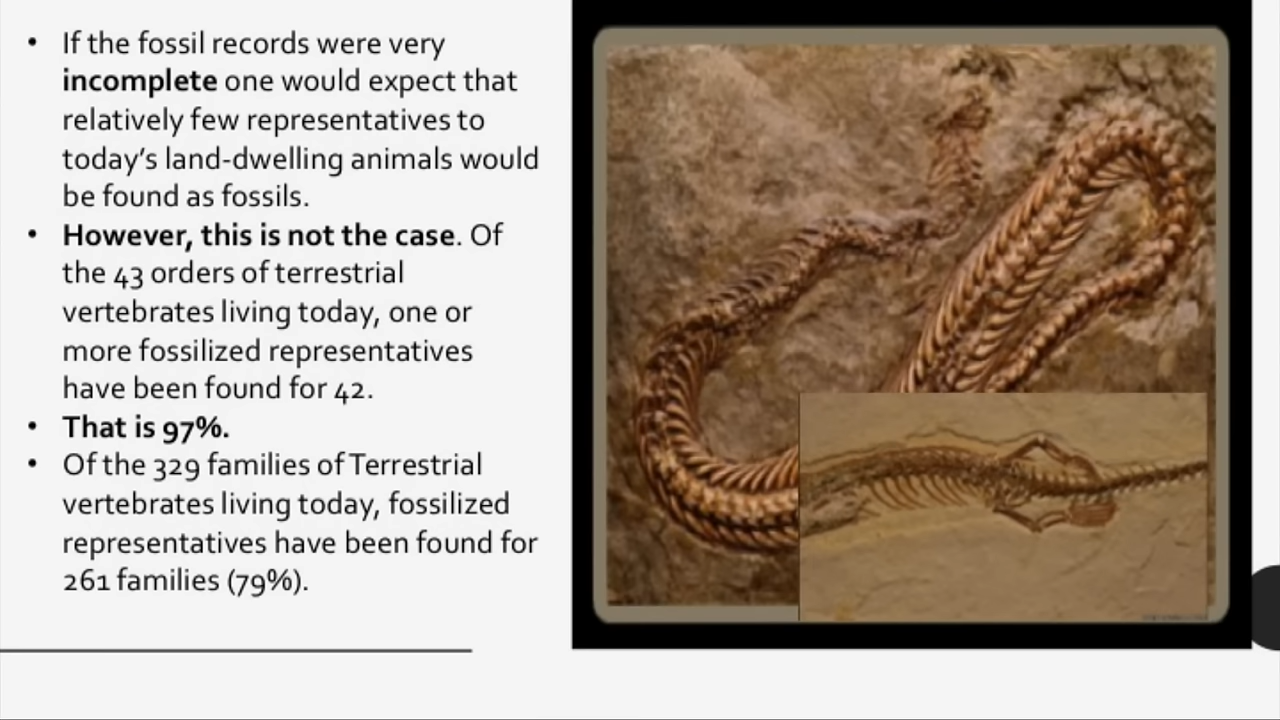 • If the fossil records were very
incomplete one would expect that
relatively few representatives to
today's land-dwelling animals would
be found as fossils.
• However, this is not the case. Of
the 43 orders of terrestrial
vertebrates living today, one or
more fossilized representatives
have been found for 42.
• That is 97%.
• Of the 329 families of Terrestrial
vertebrates living today, fossilized
representatives have been found for
261 families (79%).